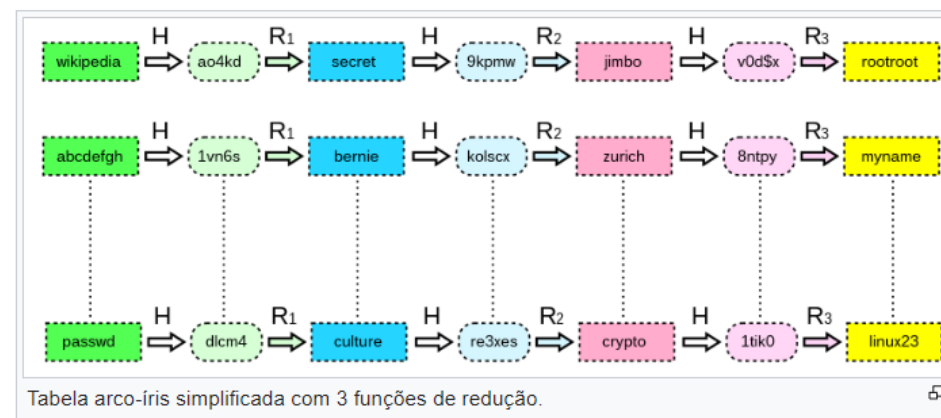 H R1 H R2 H R3
wikipedia ao4kd secret 9kpmw jimbo v0d$x rootroot
H R1 H R2 H R3
abcdefgh 1vn6s bernie kolscx zurich 8ntpy myname
H R1 H R2 H R3
passwd dlcm4 culture re3xes crypto 1tik0 linux23
Tabela arco-íris simplificada com 3 funções de redução.